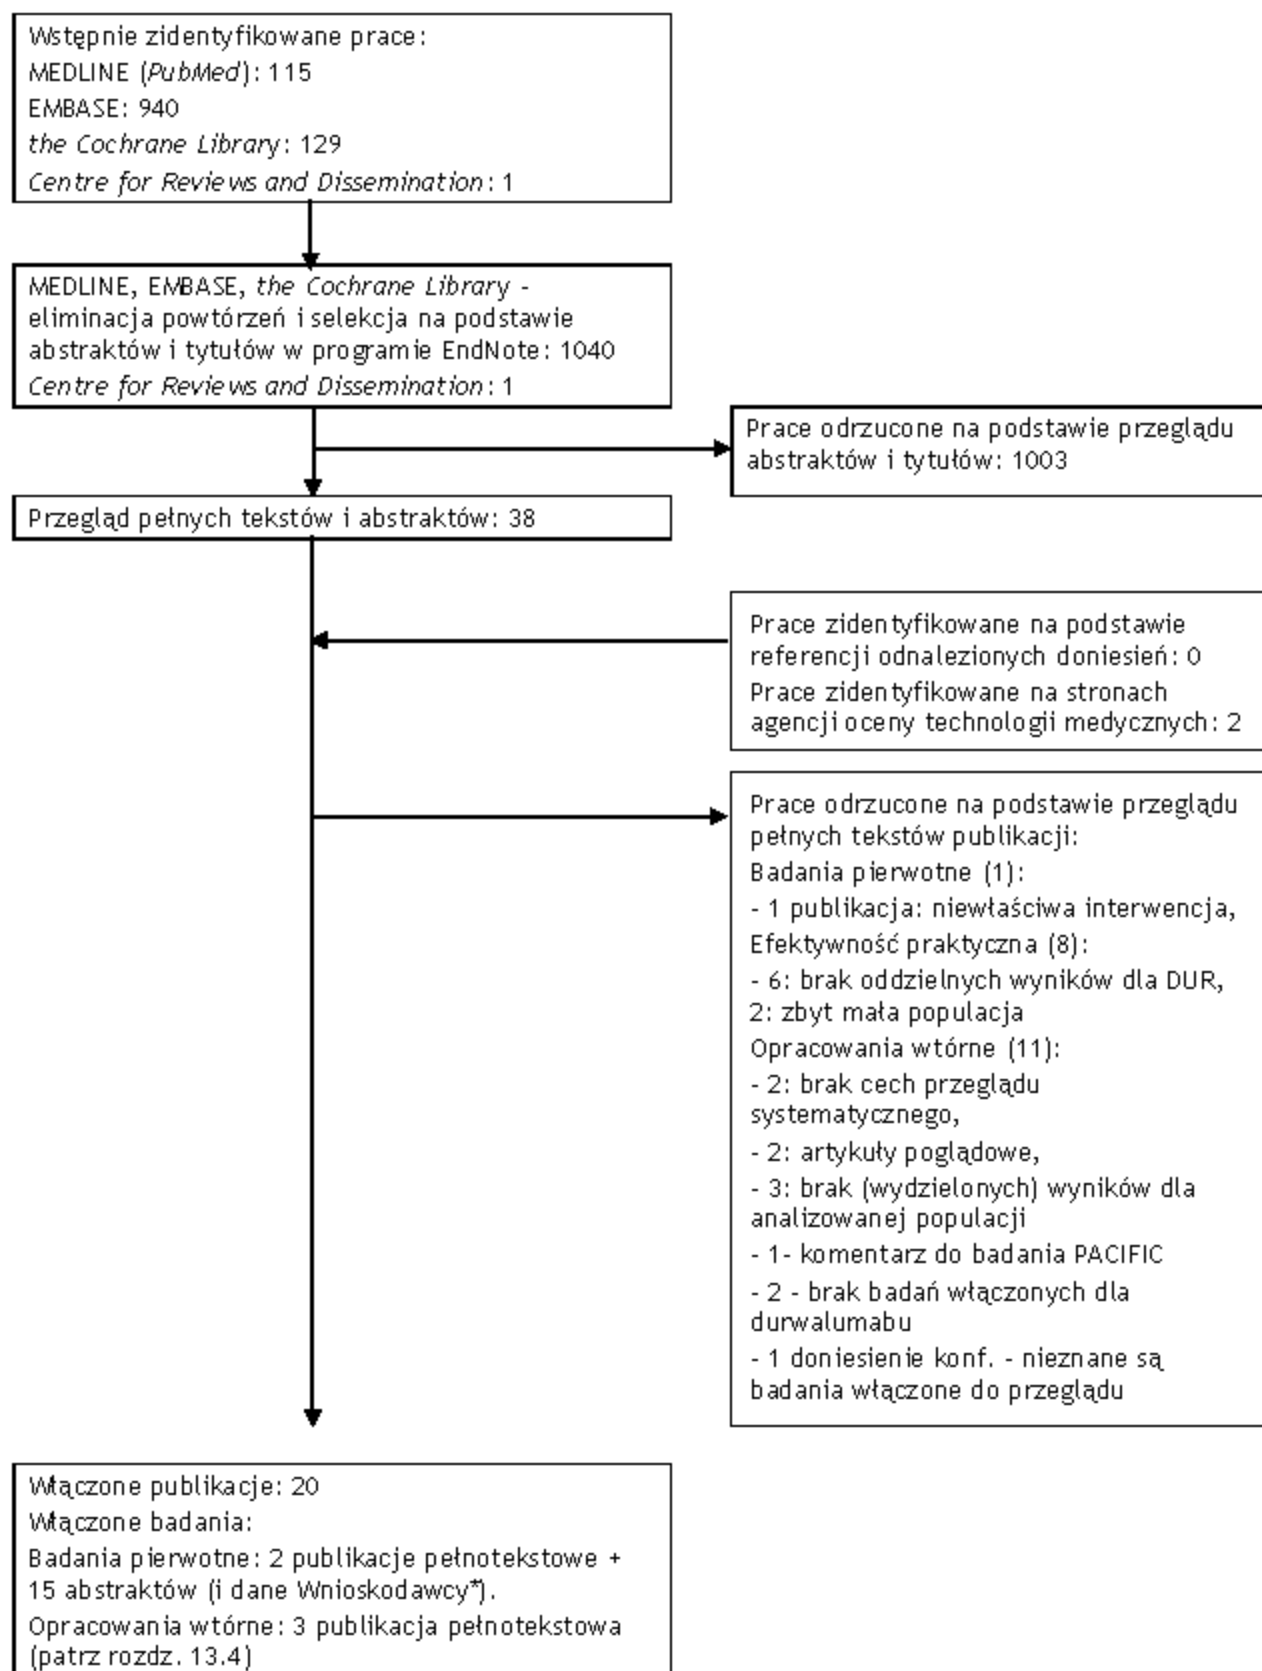 Wstępnie zidentyfikowane prace:
MEDLINE (PubMed): 115
EMBASE: 940
the Cochrane Library: 129
Centre for Reviews and Dissemination: 1
MEDLINE, EMBASE, the Cochrane Library -
eliminacja powtórzeń i selekcja na podstawie
abstraktów i tytułów w programie EndNote: 1040
Centre for Reviews and Dissemination: 1
Prace odrzucone na podstawie przeglądu
abstraktów i tytułów: 1003
Przegląd pełnych tekstów i abstraktów: 38
Prace zidentyfikowane na podstawie
referencji odnalezionych doniesień: 0
Prace zidentyfikowane na stronach
agencji oceny technologii medycznych: 2
Prace odrzucone na podstawie przeglądu
pełnych tekstów publikacji:
Badania pierwotne (1):
- 1 publikacja: niewłaściwa interwencja,
Efektywność praktyczna (8):
- 6: brak oddzielnych wyników dla DUR,
2: zbyt mała populacja
Opracowania wtórne (11):
- 2: brak cech przeglądu
systematycznego,
- 2: artykuły poglądowe,
- 3: brak (wydzielonych) wyników dla
analizowanej populacji
- 1- komentarz do badania PACIFIC
- 2 - brak badań włączonych dla
durwalumabu
- 1 doniesienie konf. - nieznane są
badania włączone do przeglądu
Włączone publikacje: 20
Włączone badania:
Badania pierwotne: 2 publikacje pełnotekstowe +
15 abstraktów (i dane Wnioskodawcy*).
Opracowania wtórne: 3 publikacja pełnotekstowa
(patrz rozdz. 13.4)